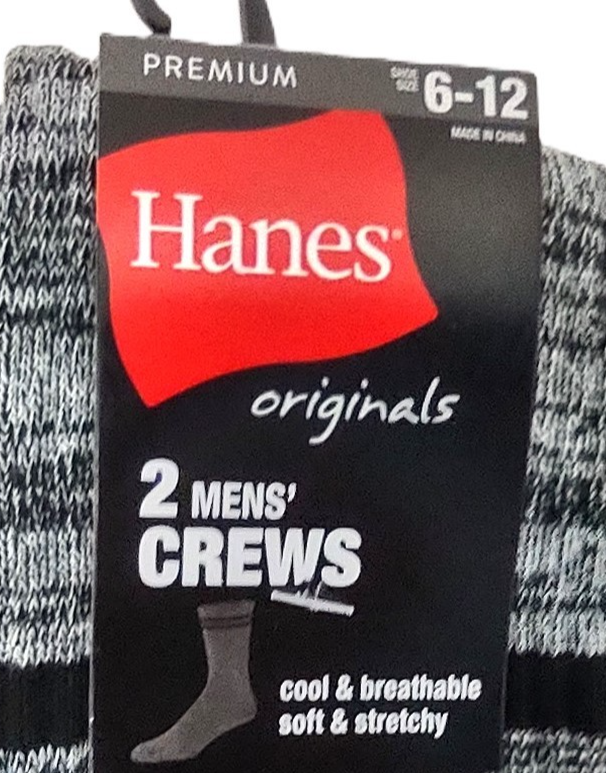 PREMIUM
SHOE
SIZE
6-12
MADE IN CHINA
Hanes®
originals
2 MENS'
CREWS
cool & breathable
soft & stretchy